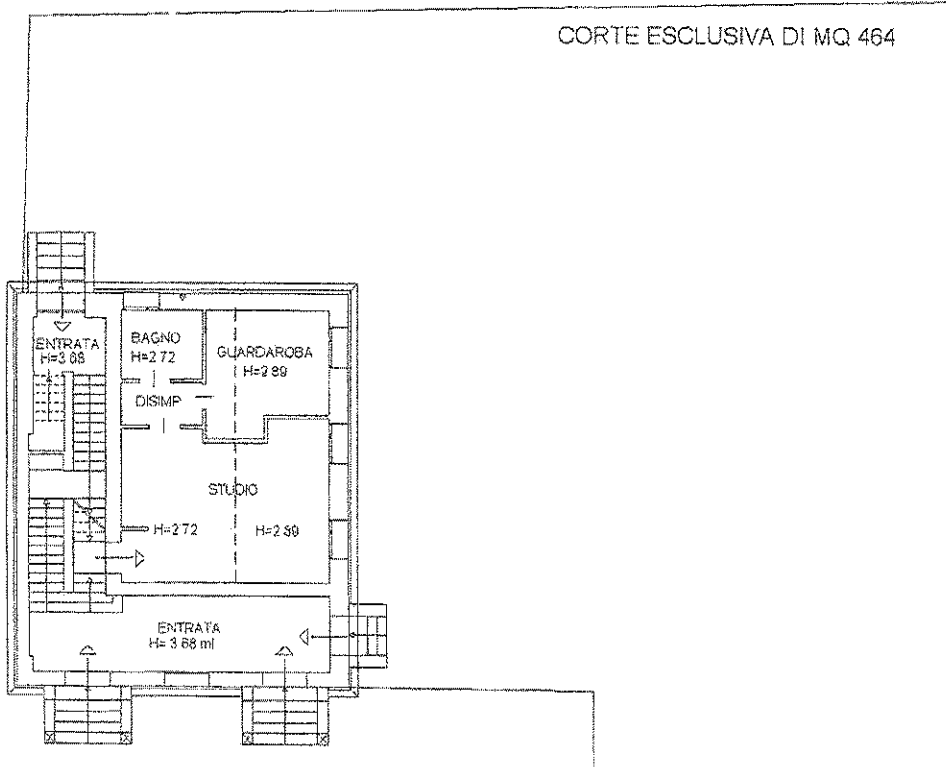 CORTE ESCLUSIVA DI MQ 464
ENTRATA
H=3 68
BAGNO
H=2 72
GUARDAROBA
H=2 89
DISIMP
STUDIO
H=2 72
H=2 89
ENTRATA
H= 3 68 ml